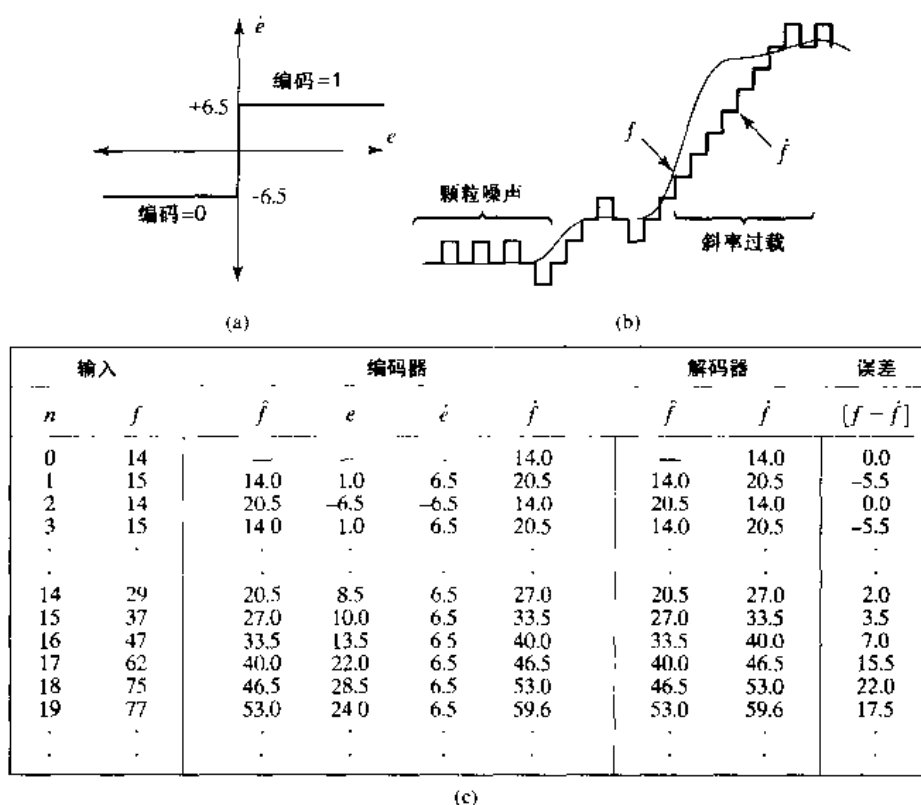 ė
编码=1
+6.5
e
-6.5
编码=0
(a)
f
ḟ
颗粒噪声
斜率过载
(b)
输入 编码器 解码器 误差
n f f̂ e ė ḟ f̂ ḟ [f − ḟ]
0 14 — – - 14.0 — 14.0 0.0
1 15 14.0 1.0 6.5 20.5 14.0 20.5 –5.5
2 14 20.5 –6.5 –6.5 14.0 20.5 14.0 0.0
3 15 14 0 1.0 6.5 20.5 14.0 20.5 –5.5
. . . . . . . . .
. . . . . . . . .
14 29 20.5 8.5 6.5 27.0 20.5 27.0 2.0
15 37 27.0 10.0 6.5 33.5 27.0 33.5 3.5
16 47 33.5 13.5 6 5 40.0 33.5 40.0 7.0
17 62 40.0 22.0 6.5 46.5 40.0 46.5 15.5
18 75 46.5 28.5 6.5 53.0 46.5 53.0 22.0
19 77 53.0 24 0 6.5 59.6 53.0 59.6 17.5
. . . . . . . . .
. . . . . . . . .
(c)